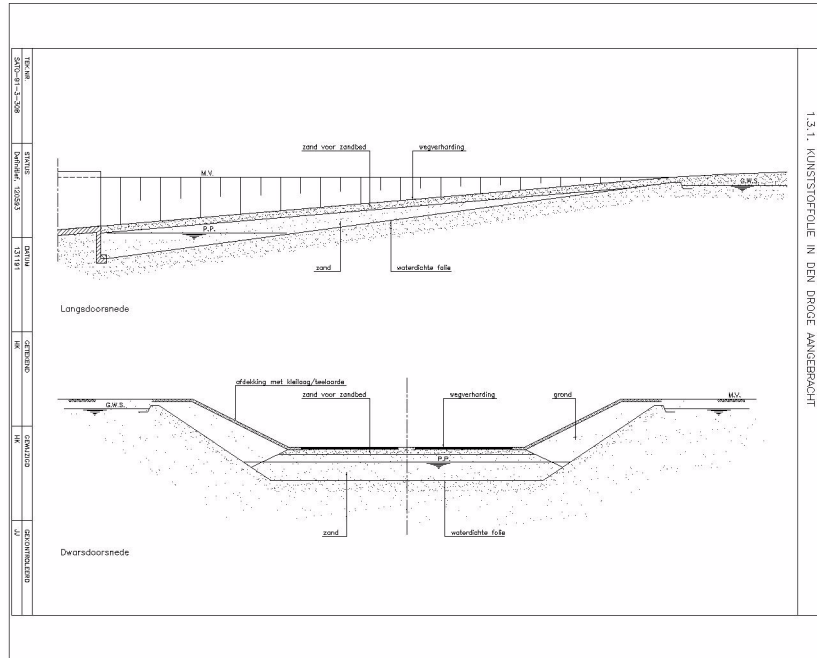 1.3.1. KUNSTSTOFFOLIE IN DEN DROGE AANGEBRACHT
TEK.NR.
SATO-91-3-308
STATUS
Definitief, 120593
DATUM
131191
GETEKEND
HK
GEWIJZIGD
HK
GEKONTROLEERD
JV
zand voor zandbed
wegverharding
M.V.
G.W.S.
P.P.
zand
waterdichte folie
Langsdoorsnede
afdekking met kleilaag/teelaarde
zand voor zandbed
wegverharding
grond
M.V.
G.W.S.
P.P.
zand
waterdichte folie
Dwarsdoorsnede